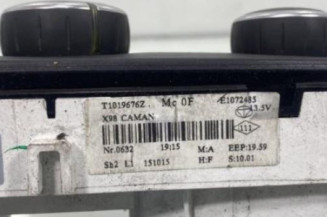 T1019676Z Mc 0F E1072485
13.5V
X98 CAMAN
Nr.0632 19:15 M:A EEP:19.59
Sb2 L1 151015 H:F S:10.01